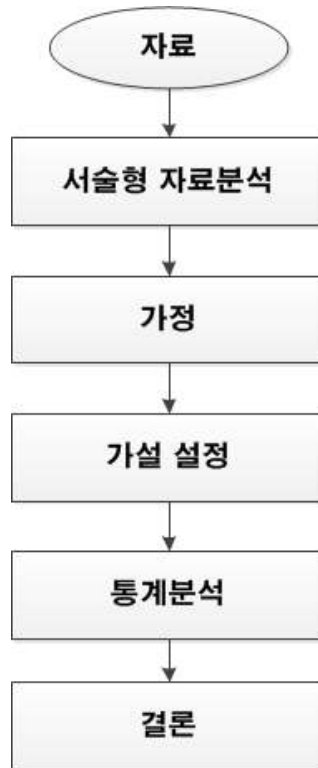 자료
서술형 자료분석
가정
가설 설정
통계분석
결론